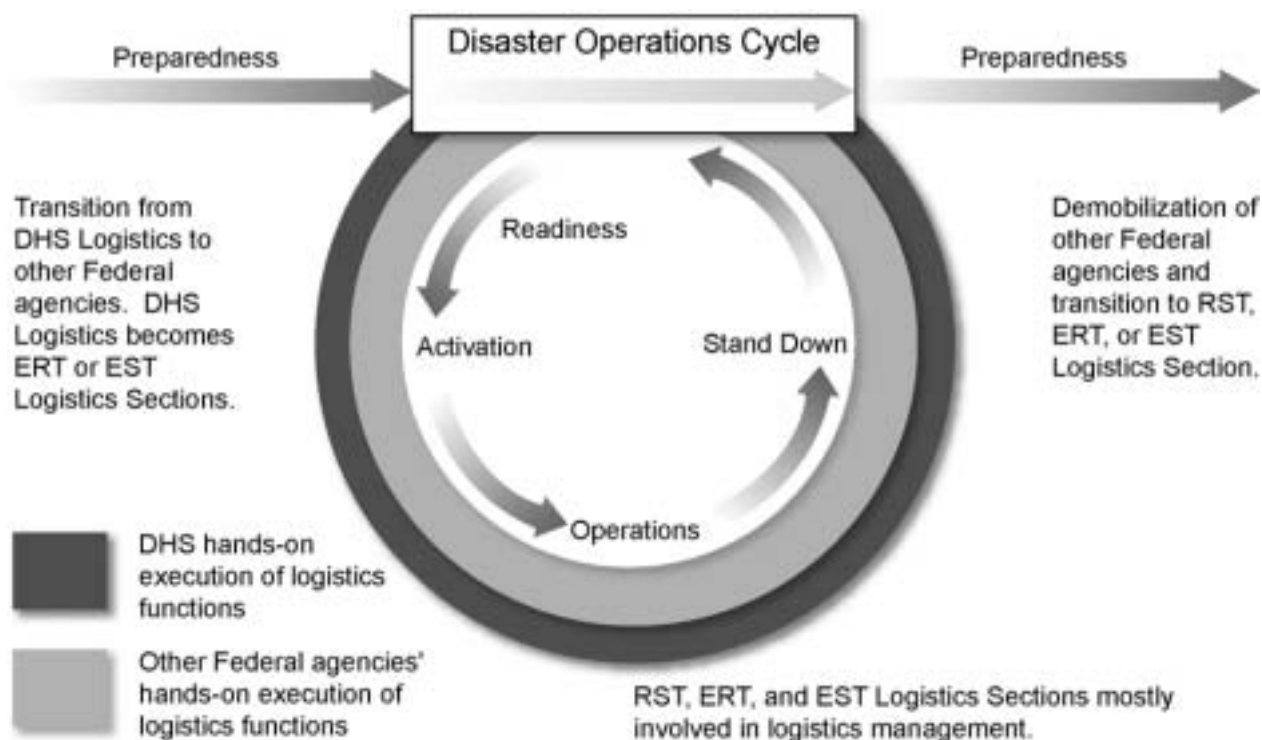 Disaster Operations Cycle
Preparedness
Preparedness
Transition from
DHS Logistics to
other Federal
agencies.  DHS
Logistics becomes
ERT or EST
Logistics Sections.
Readiness
Activation
Stand Down
Operations
Demobilization of
other Federal
agencies and
transition to RST,
ERT, or EST
Logistics Section.
DHS hands-on
execution of logistics
functions
Other Federal agencies'
hands-on execution of
logistics functions
RST, ERT, and EST Logistics Sections mostly
involved in logistics management.